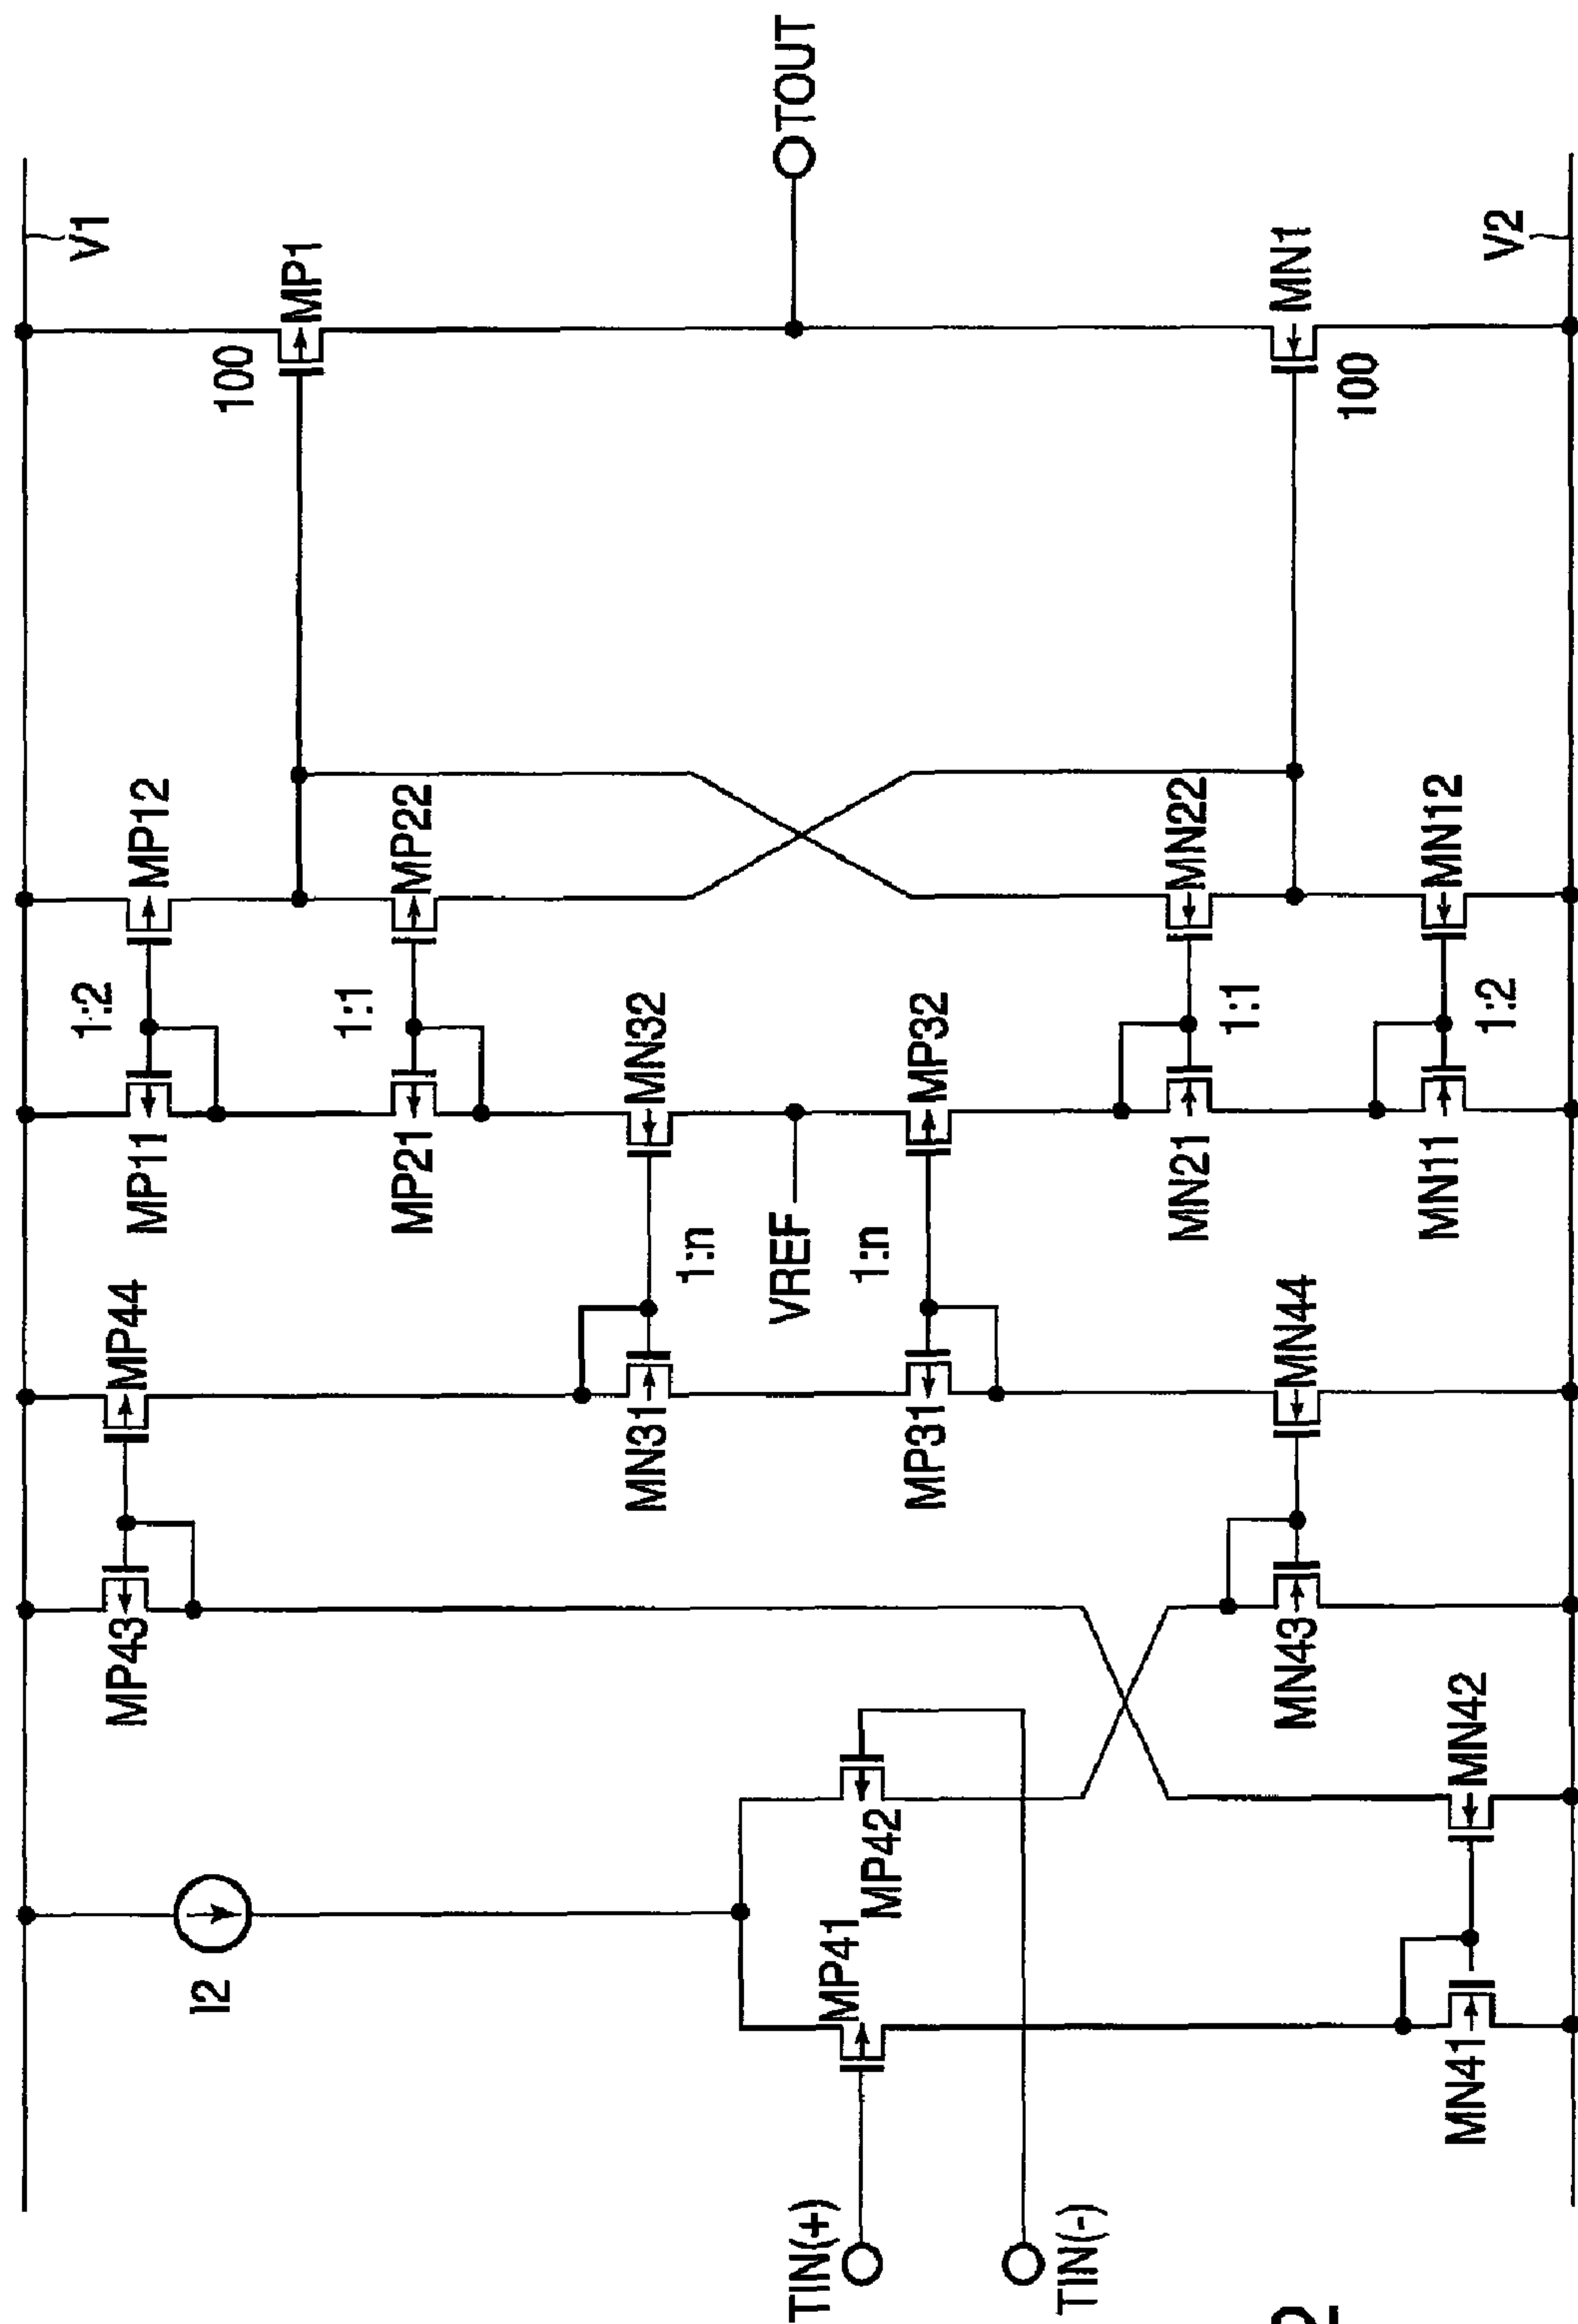 V1
I2
MP43
MP44
MP11
1:2
MP12
100
MP1
MP21
1:1
MP22
MN31
1:n
MN32
TIN(+)
MP41
MP42
VREF
TOUT
TIN(-)
MP31
1:n
MP32
MN21
1:1
MN22
MN43
MN44
100
MN1
MN41
MN42
MN11
1:2
MN12
V2